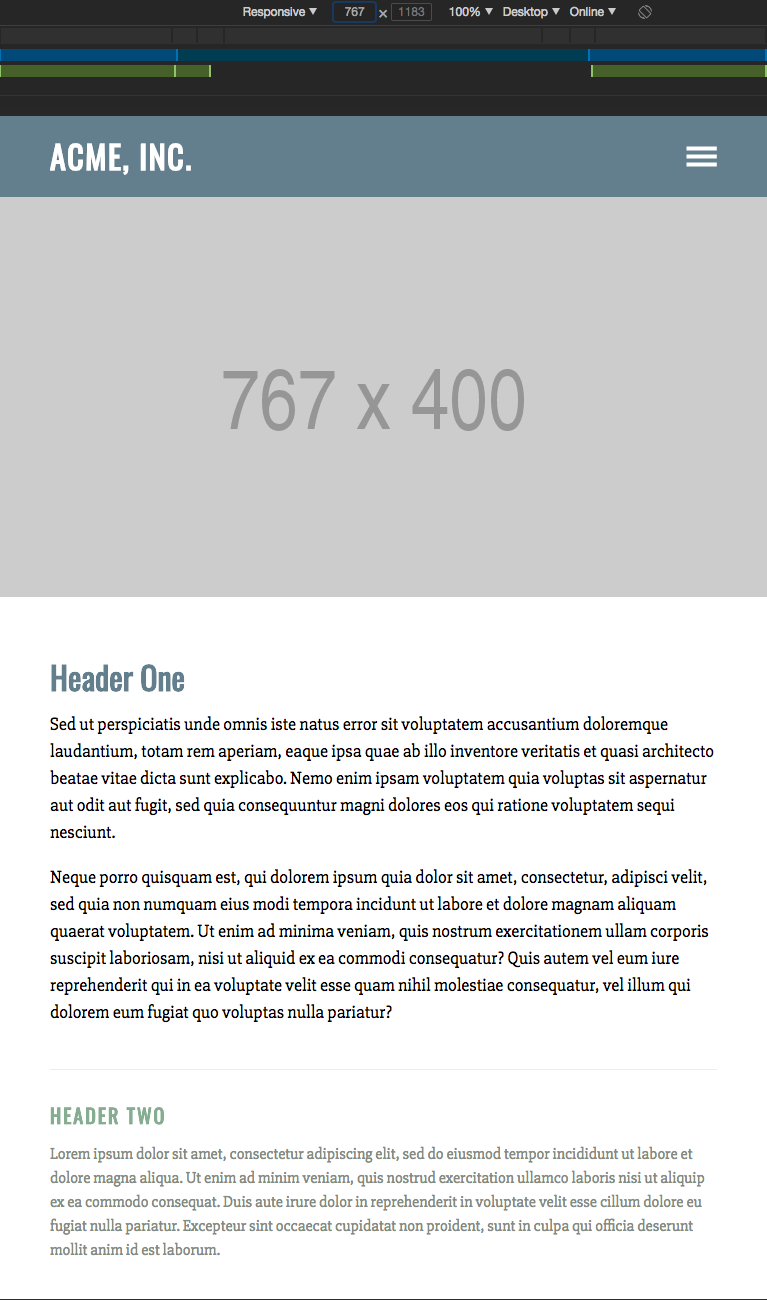 Responsive ▼ 767 × 1183 100% ▼ Desktop ▼ Online ▼
ACME, INC.
767 x 400
Header One
Sed ut perspiciatis unde omnis iste natus error sit voluptatem accusantium doloremque
laudantium, totam rem aperiam, eaque ipsa quae ab illo inventore veritatis et quasi architecto
beatae vitae dicta sunt explicabo. Nemo enim ipsam voluptatem quia voluptas sit aspernatur
aut odit aut fugit, sed quia consequuntur magni dolores eos qui ratione voluptatem sequi
nesciunt.
Neque porro quisquam est, qui dolorem ipsum quia dolor sit amet, consectetur, adipisci velit,
sed quia non numquam eius modi tempora incidunt ut labore et dolore magnam aliquam
quaerat voluptatem. Ut enim ad minima veniam, quis nostrum exercitationem ullam corporis
suscipit laboriosam, nisi ut aliquid ex ea commodi consequatur? Quis autem vel eum iure
reprehenderit qui in ea voluptate velit esse quam nihil molestiae consequatur, vel illum qui
dolorem eum fugiat quo voluptas nulla pariatur?
HEADER TWO
Lorem ipsum dolor sit amet, consectetur adipiscing elit, sed do eiusmod tempor incididunt ut labore et
dolore magna aliqua. Ut enim ad minim veniam, quis nostrud exercitation ullamco laboris nisi ut aliquip
ex ea commodo consequat. Duis aute irure dolor in reprehenderit in voluptate velit esse cillum dolore eu
fugiat nulla pariatur. Excepteur sint occaecat cupidatat non proident, sunt in culpa qui officia deserunt
mollit anim id est laborum.